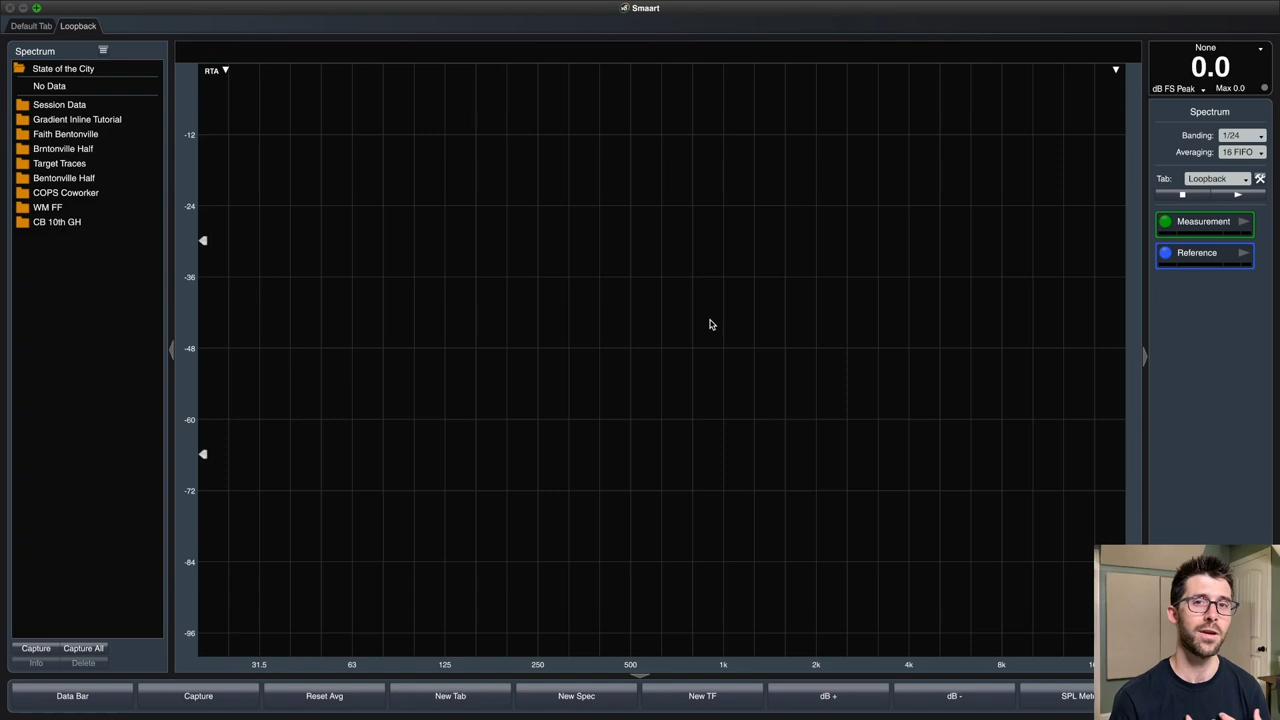 Smaart
Default Tab
Loopback
Spectrum
State of the City
No Data
Session Data
Gradient Inline Tutorial
Faith Bentonville
Brntonville Half
Target Traces
Bentonville Half
COPS Coworker
WM FF
CB 10th GH
Capture
Capture All
Info
Delete
RTA
-12
-24
-36
-48
-60
-72
-84
-96
31.5
63
125
250
500
1k
2k
4k
8k
None
0.0
dB FS Peak
Max 0.0
Spectrum
Banding:
1/24
Averaging:
16 FIFO
Tab:
Loopback
Measurement
Reference
Data Bar
Capture
Reset Avg
New Tab
New Spec
New TF
dB +
dB -